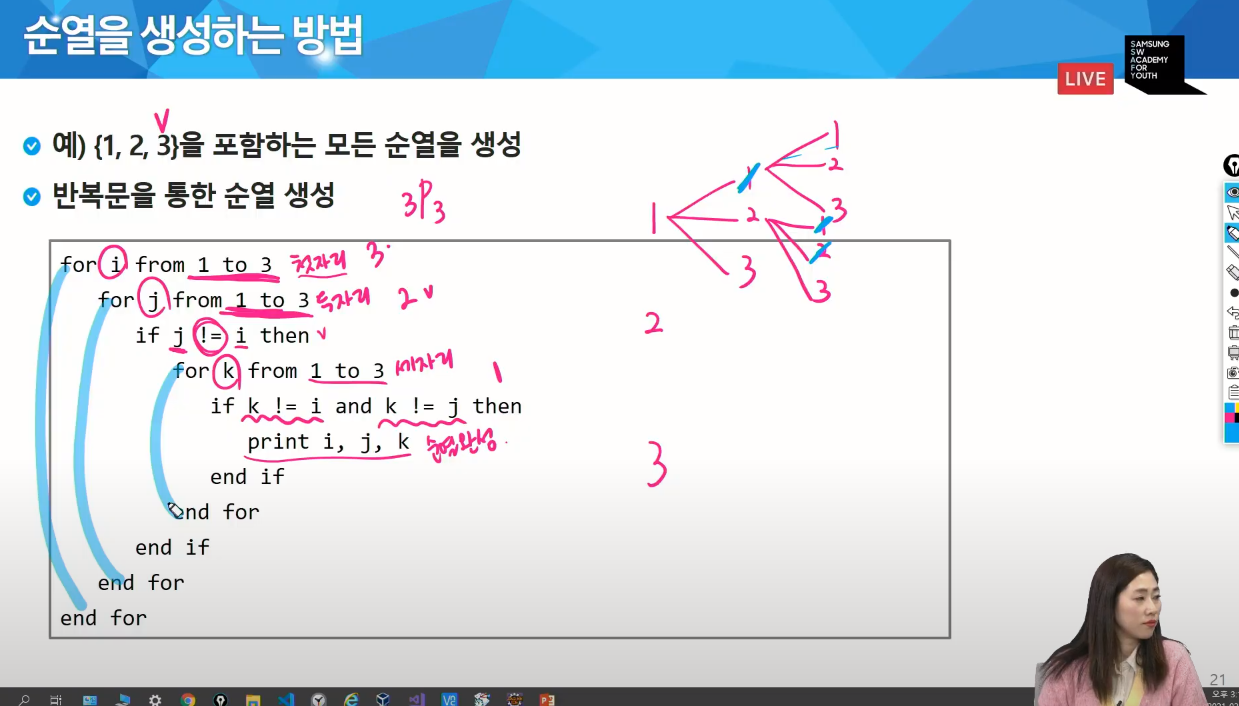 순열을 생성하는 방법
SAMSUNG
SW
ACADEMY
FOR
YOUTH
LIVE
예) {1, 2, 3}을 포함하는 모든 순열을 생성
반복문을 통한 순열 생성
3P3
for i from 1 to 3 첫자리 3
for j from 1 to 3 두자리 2
if j != i then
for k from 1 to 3 세자리 1
if k != i and k != j then
print i, j, k 순열완성
end if
end for
end if
end for
end for
1
1
2
3
1
2
3
1
2
3
2
3
21